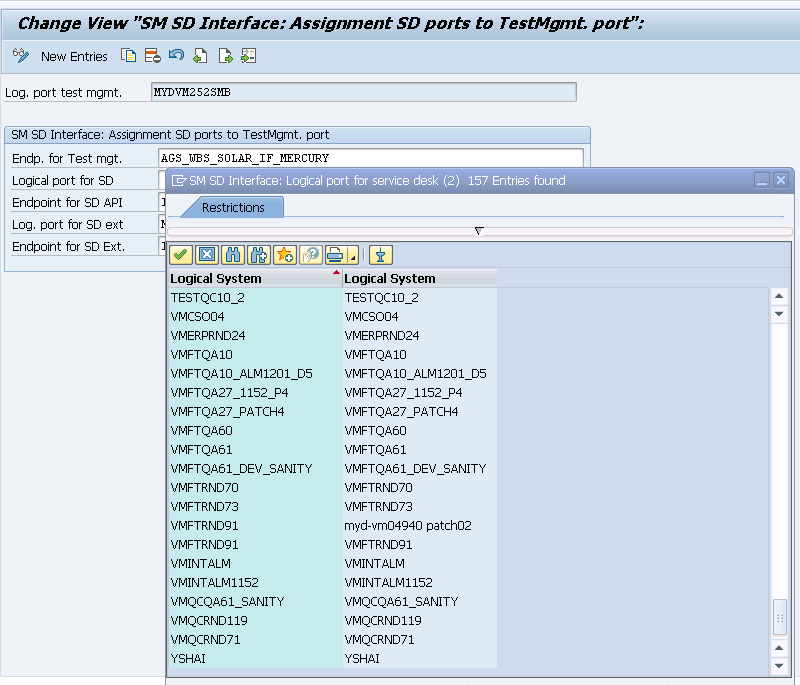 Change View "SM SD Interface: Assignment SD ports to TestMgmt. port":
New Entries
Log. port test mgmt. MYDVM252SMB
SM SD Interface: Assignment SD ports to TestMgmt. port
Endp. for Test mgt. AGS_WBS_SOLAR_IF_MERCURY
Logical port for SD
Endpoint for SD API
Log. port for SD ext
Endpoint for SD Ext.
SM SD Interface: Logical port for service desk (2) 157 Entries found
Restrictions
Logical System Logical System
TESTQC10_2 TESTQC10_2
VMCSO04 VMCSO04
VMERPRND24 VMERPRND24
VMFTQA10 VMFTQA10
VMFTQA10_ALM1201_D5 VMFTQA10_ALM1201_D5
VMFTQA27_1152_P4 VMFTQA27_1152_P4
VMFTQA27_PATCH4 VMFTQA27_PATCH4
VMFTQA60 VMFTQA60
VMFTQA61 VMFTQA61
VMFTQA61_DEV_SANITY VMFTQA61_DEV_SANITY
VMFTRND70 VMFTRND70
VMFTRND73 VMFTRND73
VMFTRND91 myd-vm04940 patch02
VMFTRND91 VMFTRND91
VMINTALM VMINTALM
VMINTALM1152 VMINTALM1152
VMQCQA61_SANITY VMQCQA61_SANITY
VMQCRND119 VMQCRND119
VMQCRND71 VMQCRND71
YSHAI YSHAI